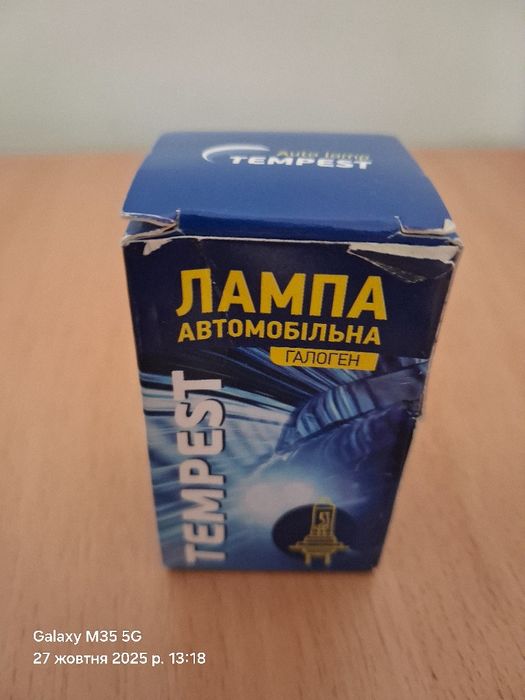 Auto lamp
TEMPEST
ЛАМПА
АВТОМОБІЛЬНА
ГАЛОГЕН
TEMPEST
Galaxy M35 5G
27 жовтня 2025 р. 13:18